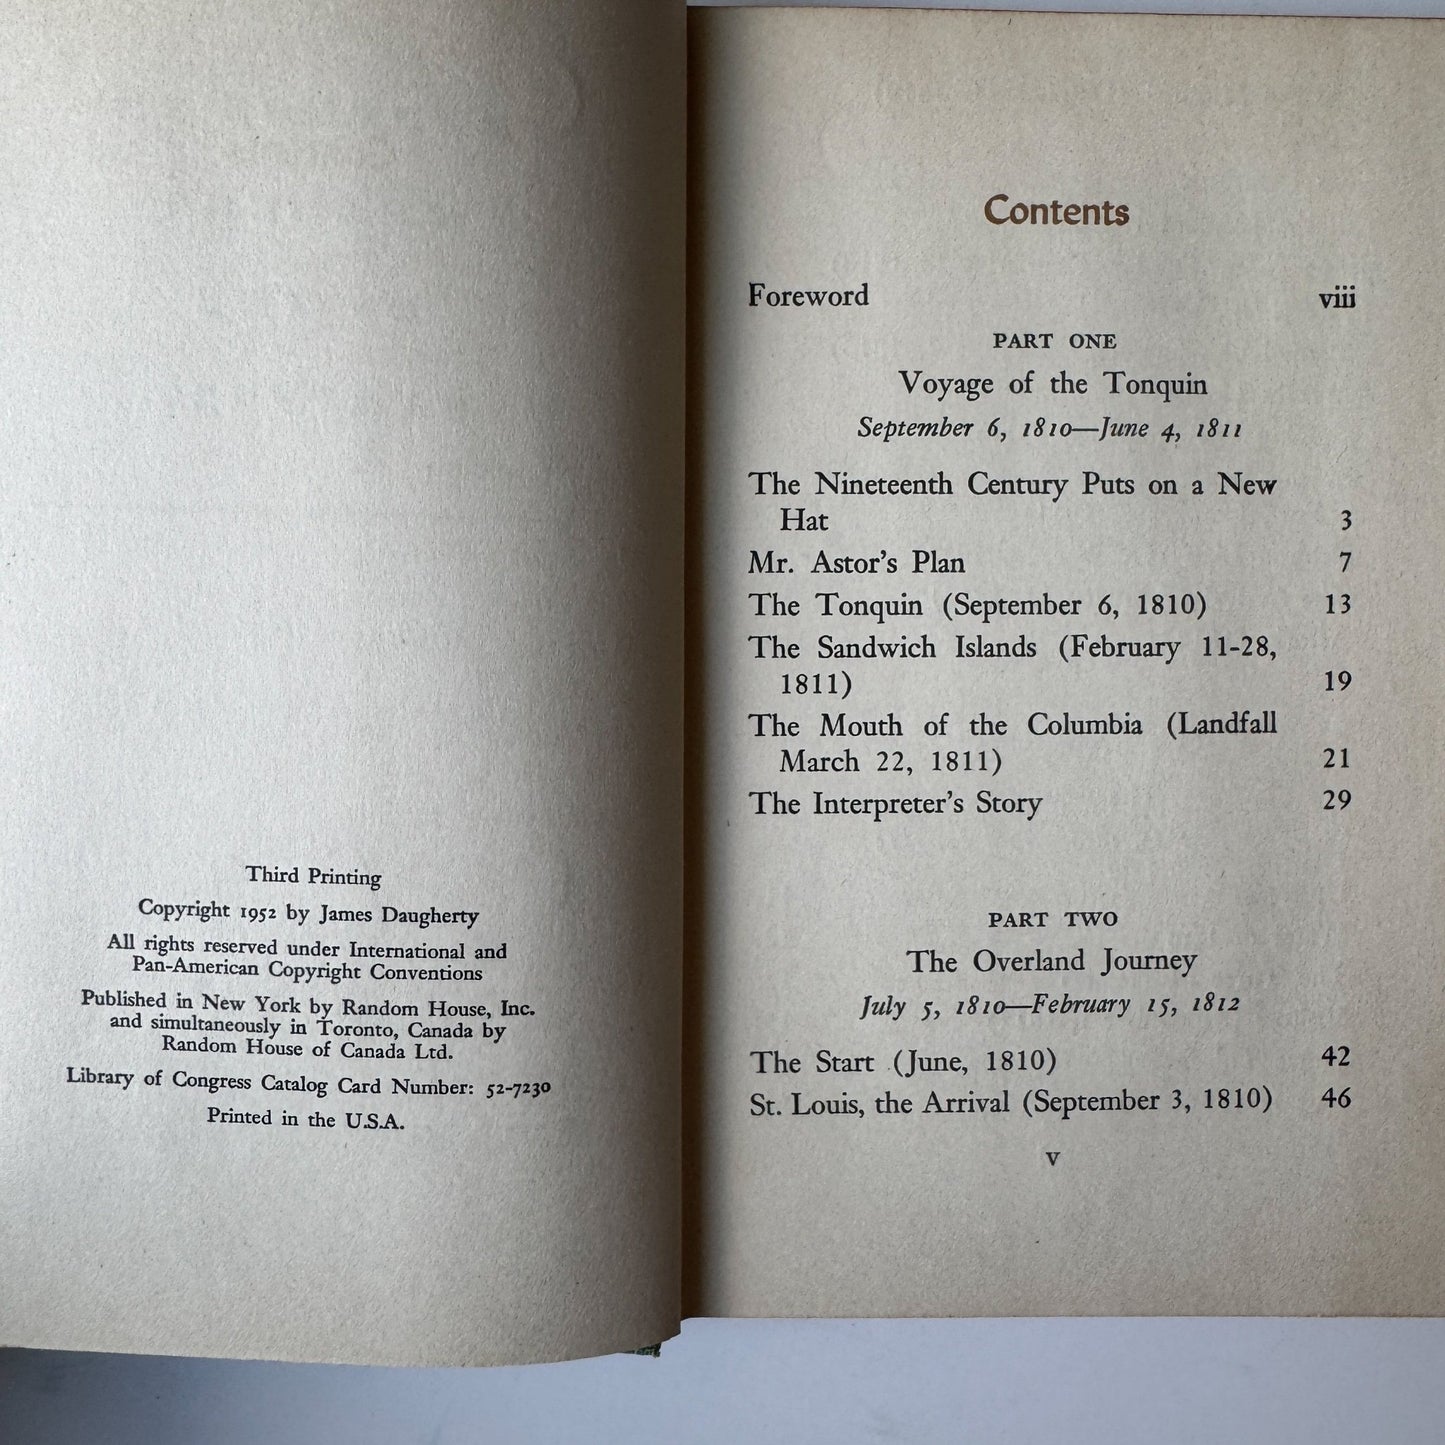 Third Printing
Copyright 1952 by James Daugherty
All rights reserved under International and
Pan-American Copyright Conventions
Published in New York by Random House, Inc.
and simultaneously in Toronto, Canada by
Random House of Canada Ltd.
Library of Congress Catalog Card Number: 52-7230
Printed in the U.S.A.
Contents
Foreword viii
PART ONE
Voyage of the Tonquin
September 6, 1810—June 4, 1811
The Nineteenth Century Puts on a New
Hat 3
Mr. Astor's Plan 7
The Tonquin (September 6, 1810) 13
The Sandwich Islands (February 11-28,
1811) 19
The Mouth of the Columbia (Landfall
March 22, 1811) 21
The Interpreter's Story 29
PART TWO
The Overland Journey
July 5, 1810—February 15, 1812
The Start (June, 1810) 42
St. Louis, the Arrival (September 3, 1810) 46
v